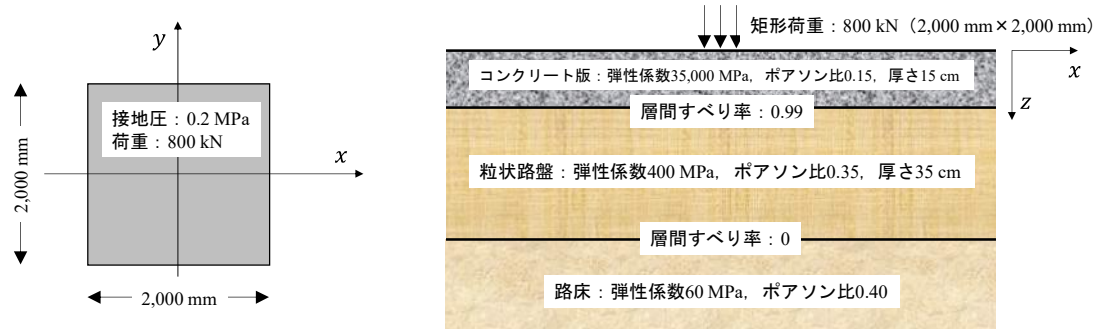 y
接地圧：0.2 MPa
荷重：800 kN
x
2,000 mm
2,000 mm
矩形荷重：800 kN（2,000 mm×2,000 mm）
x
z
コンクリート版：弾性係数35,000 MPa，ポアソン比0.15，厚さ15 cm
層間すべり率：0.99
粒状路盤：弾性係数400 MPa，ポアソン比0.35，厚さ35 cm
層間すべり率：0
路床：弾性係数60 MPa，ポアソン比0.40